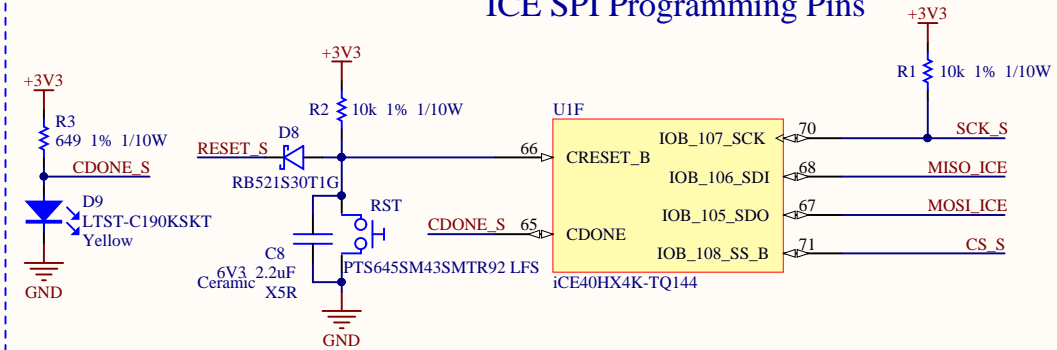 ICE SPI Programming Pins
+3V3
R3
649 1% 1/10W
CDONE_S
D9
LTST-C190KSKT
Yellow
GND
+3V3
R2 10k 1% 1/10W
D8
RESET_S
RB521S30T1G
RST
C8
6V3 2.2uF
Ceramic
X5R
PTS645SM43SMTR92 LFS
GND
CDONE_S
U1F
66 CRESET_B
65 CDONE
IOB_107_SCK 70 SCK_S
IOB_106_SDI 68 MISO_ICE
IOB_105_SDO 67 MOSI_ICE
IOB_108_SS_B 71 CS_S
iCE40HX4K-TQ144
+3V3
R1 10k 1% 1/10W